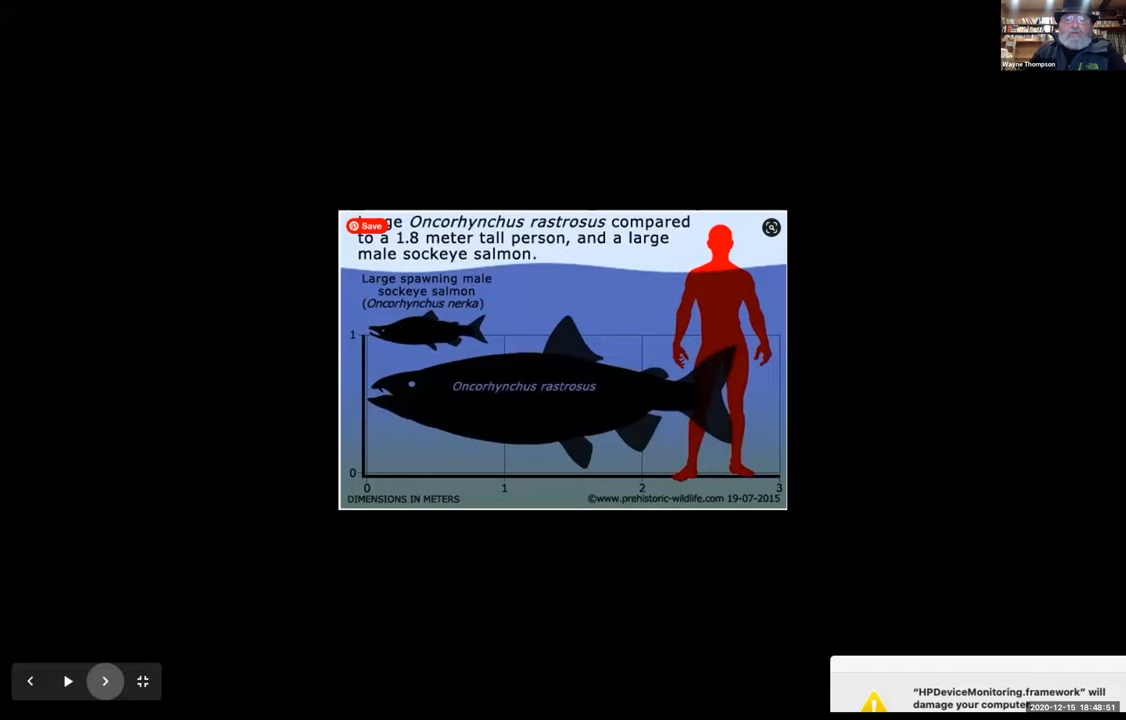 Wayne Thompson
Save
ge Oncorhynchus rastrosus compared
to a 1.8 meter tall person, and a large
male sockeye salmon.
Large spawning male
sockeye salmon
(Oncorhynchus nerka)
1
Oncorhynchus rastrosus
0
0 1 2 3
DIMENSIONS IN METERS ©www.prehistoric-wildlife.com 19-07-2015
“HPDeviceMonitoring.framework” will
damage your computer
2020-12-15 18:48:51